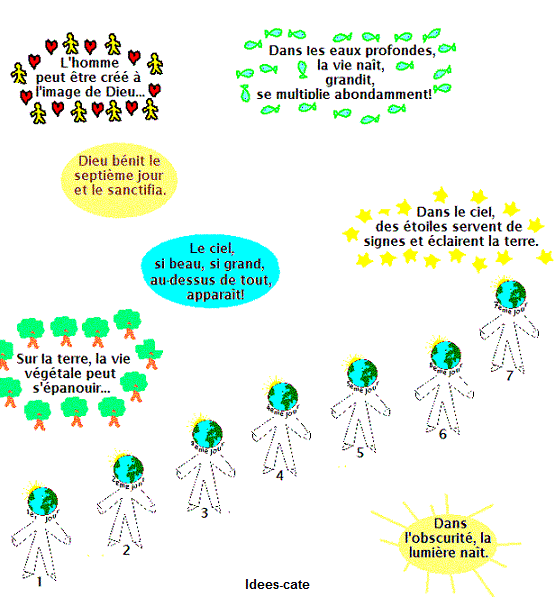 L'homme
peut être créé à
l'image de Dieu...
Dans les eaux profondes,
la vie naît,
grandit,
se multiplie abondamment!
Dieu bénit le
septième jour
et le sanctifia.
Dans le ciel,
des étoiles servent de
signes et éclairent la terre.
Le ciel,
si beau, si grand,
au-dessus de tout,
apparaît!
Sur la terre, la vie
végétale peut
s'épanouir...
7ème jour
7
6ème jour
6
5ème jour
5
4ème jour
4
3ème jour
3
2ème jour
2
1er jour
1
Dans
l'obscurité, la
lumière naît.
Idees-cate